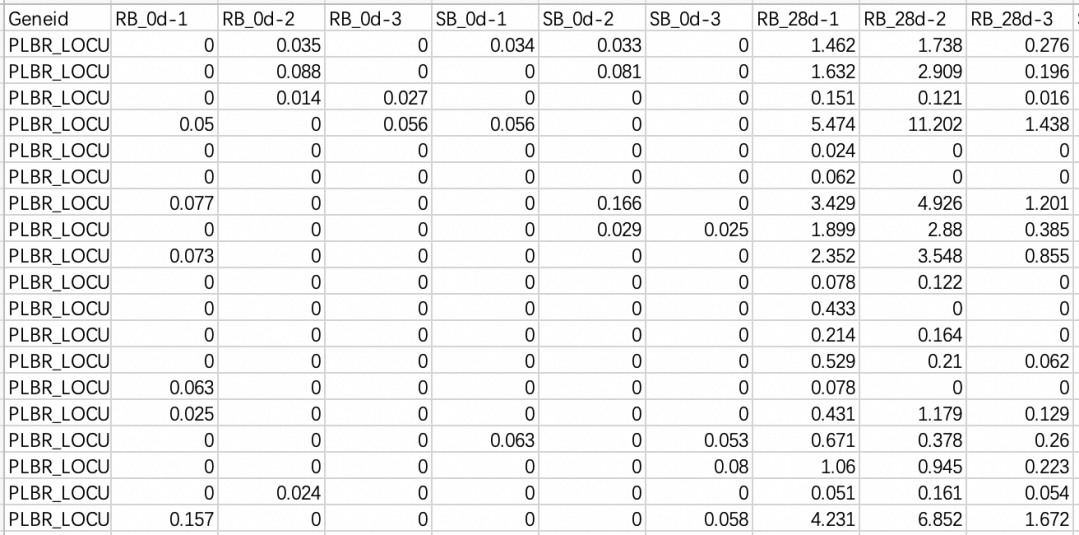 Geneid RB_0d-1 RB_0d-2 RB_0d-3 SB_0d-1 SB_0d-2 SB_0d-3 RB_28d-1 RB_28d-2 RB_28d-3
PLBR_LOCU 0 0.035 0 0.034 0.033 0 1.462 1.738 0.276
PLBR_LOCU 0 0.088 0 0 0.081 0 1.632 2.909 0.196
PLBR_LOCU 0 0.014 0.027 0 0 0 0.151 0.121 0.016
PLBR_LOCU 0.05 0 0.056 0.056 0 0 5.474 11.202 1.438
PLBR_LOCU 0 0 0 0 0 0 0.024 0 0
PLBR_LOCU 0 0 0 0 0 0 0.062 0 0
PLBR_LOCU 0.077 0 0 0 0.166 0 3.429 4.926 1.201
PLBR_LOCU 0 0 0 0 0.029 0.025 1.899 2.88 0.385
PLBR_LOCU 0.073 0 0 0 0 0 2.352 3.548 0.855
PLBR_LOCU 0 0 0 0 0 0 0.078 0.122 0
PLBR_LOCU 0 0 0 0 0 0 0.433 0 0
PLBR_LOCU 0 0 0 0 0 0 0.214 0.164 0
PLBR_LOCU 0 0 0 0 0 0 0.529 0.21 0.062
PLBR_LOCU 0.063 0 0 0 0 0 0.078 0 0
PLBR_LOCU 0.025 0 0 0 0 0 0.431 1.179 0.129
PLBR_LOCU 0 0 0 0.063 0 0.053 0.671 0.378 0.26
PLBR_LOCU 0 0 0 0 0 0.08 1.06 0.945 0.223
PLBR_LOCU 0 0.024 0 0 0 0 0.051 0.161 0.054
PLBR_LOCU 0.157 0 0 0 0 0.058 4.231 6.852 1.672